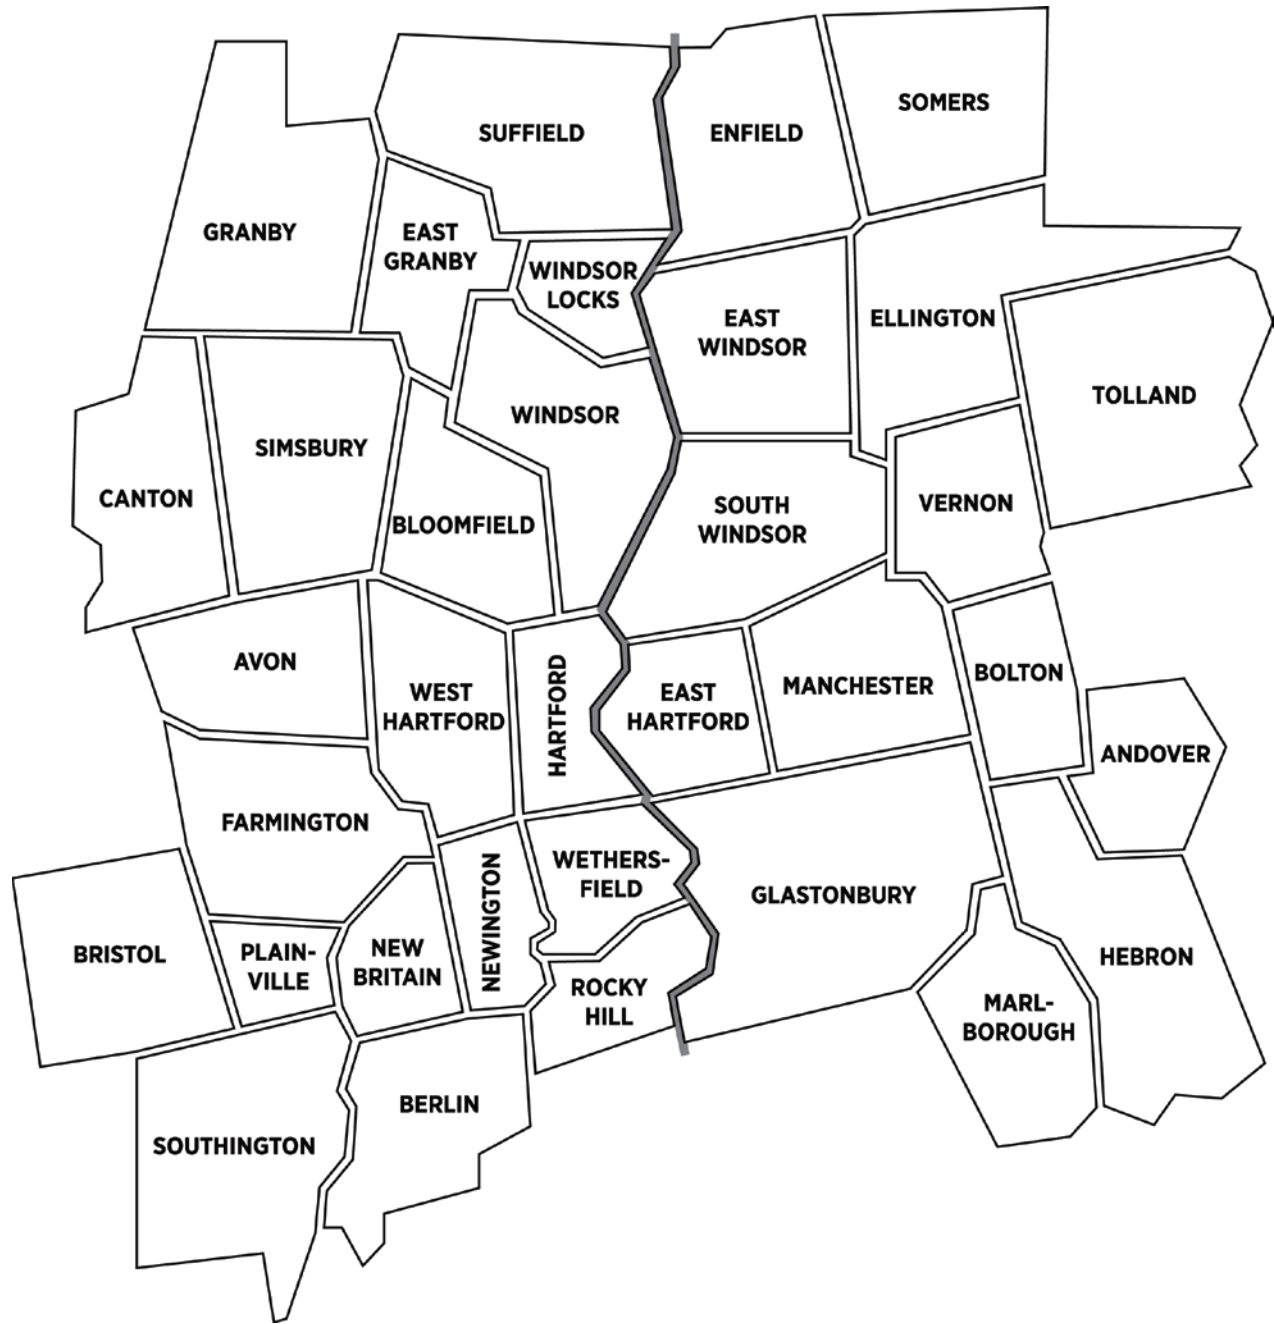 SOMERS
SUFFIELD
ENFIELD
GRANBY
EAST
GRANBY
WINDSOR
LOCKS
EAST
WINDSOR
ELLINGTON
TOLLAND
WINDSOR
SIMSBURY
CANTON
BLOOMFIELD
SOUTH
WINDSOR
VERNON
AVON
WEST
HARTFORD
HARTFORD
EAST
HARTFORD
MANCHESTER
BOLTON
ANDOVER
FARMINGTON
WETHERS-
FIELD
GLASTONBURY
NEWINGTON
BRISTOL
PLAIN-
VILLE
NEW
BRITAIN
ROCKY
HILL
HEBRON
MARL-
BOROUGH
BERLIN
SOUTHINGTON